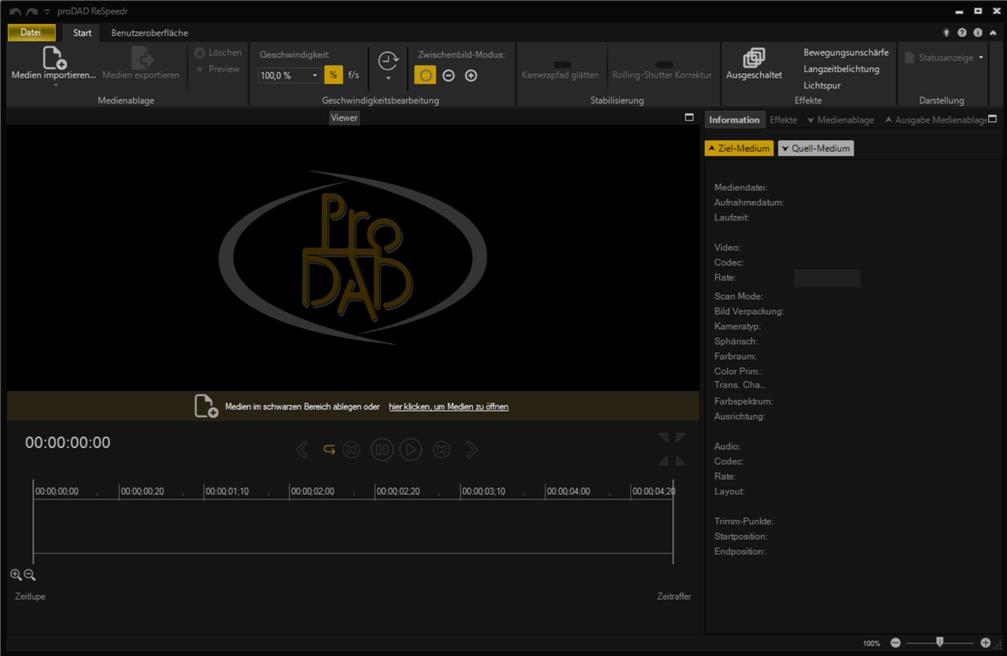 proDAD ReSpeedr
Datei Start Benutzeroberfläche
Medien importieren... Medien exportieren
Löschen
Preview
Medienablage
Geschwindigkeit:
100,0 % % f/s
Zwischenbild-Modus:
Geschwindigkeitsbearbeitung
Kamerapfad glätten Rolling-Shutter Korrektur
Stabilisierung
Ausgeschaltet
Bewegungsunschärfe
Langzeitbelichtung
Lichtspur
Effekte
Statusanzeige
Darstellung
Viewer
Information Effekte Medienablage Ausgabe Medienablage
Ziel-Medium Quell-Medium
ProDAD
Medien im schwarzen Bereich ablegen oder hier klicken, um Medien zu öffnen
00:00:00:00
00:00:00;00 00:00:00;20 00:00:01;10 00:00:02;00 00:00:02;20 00:00:03;10 00:00:04;00 00:00:04;20
Zeitlupe Zeitraffer
Mediendatei:
Aufnahmedatum:
Laufzeit:
Video:
Codec:
Rate:
Scan Mode:
Bild Verpackung:
Kameratyp:
Sphärisch:
Farbraum:
Color Prim.:
Trans. Cha...
Farbspektrum:
Ausrichtung:
Audio:
Codec:
Rate:
Layout:
Trimm-Punkte:
Startposition:
Endposition:
100%